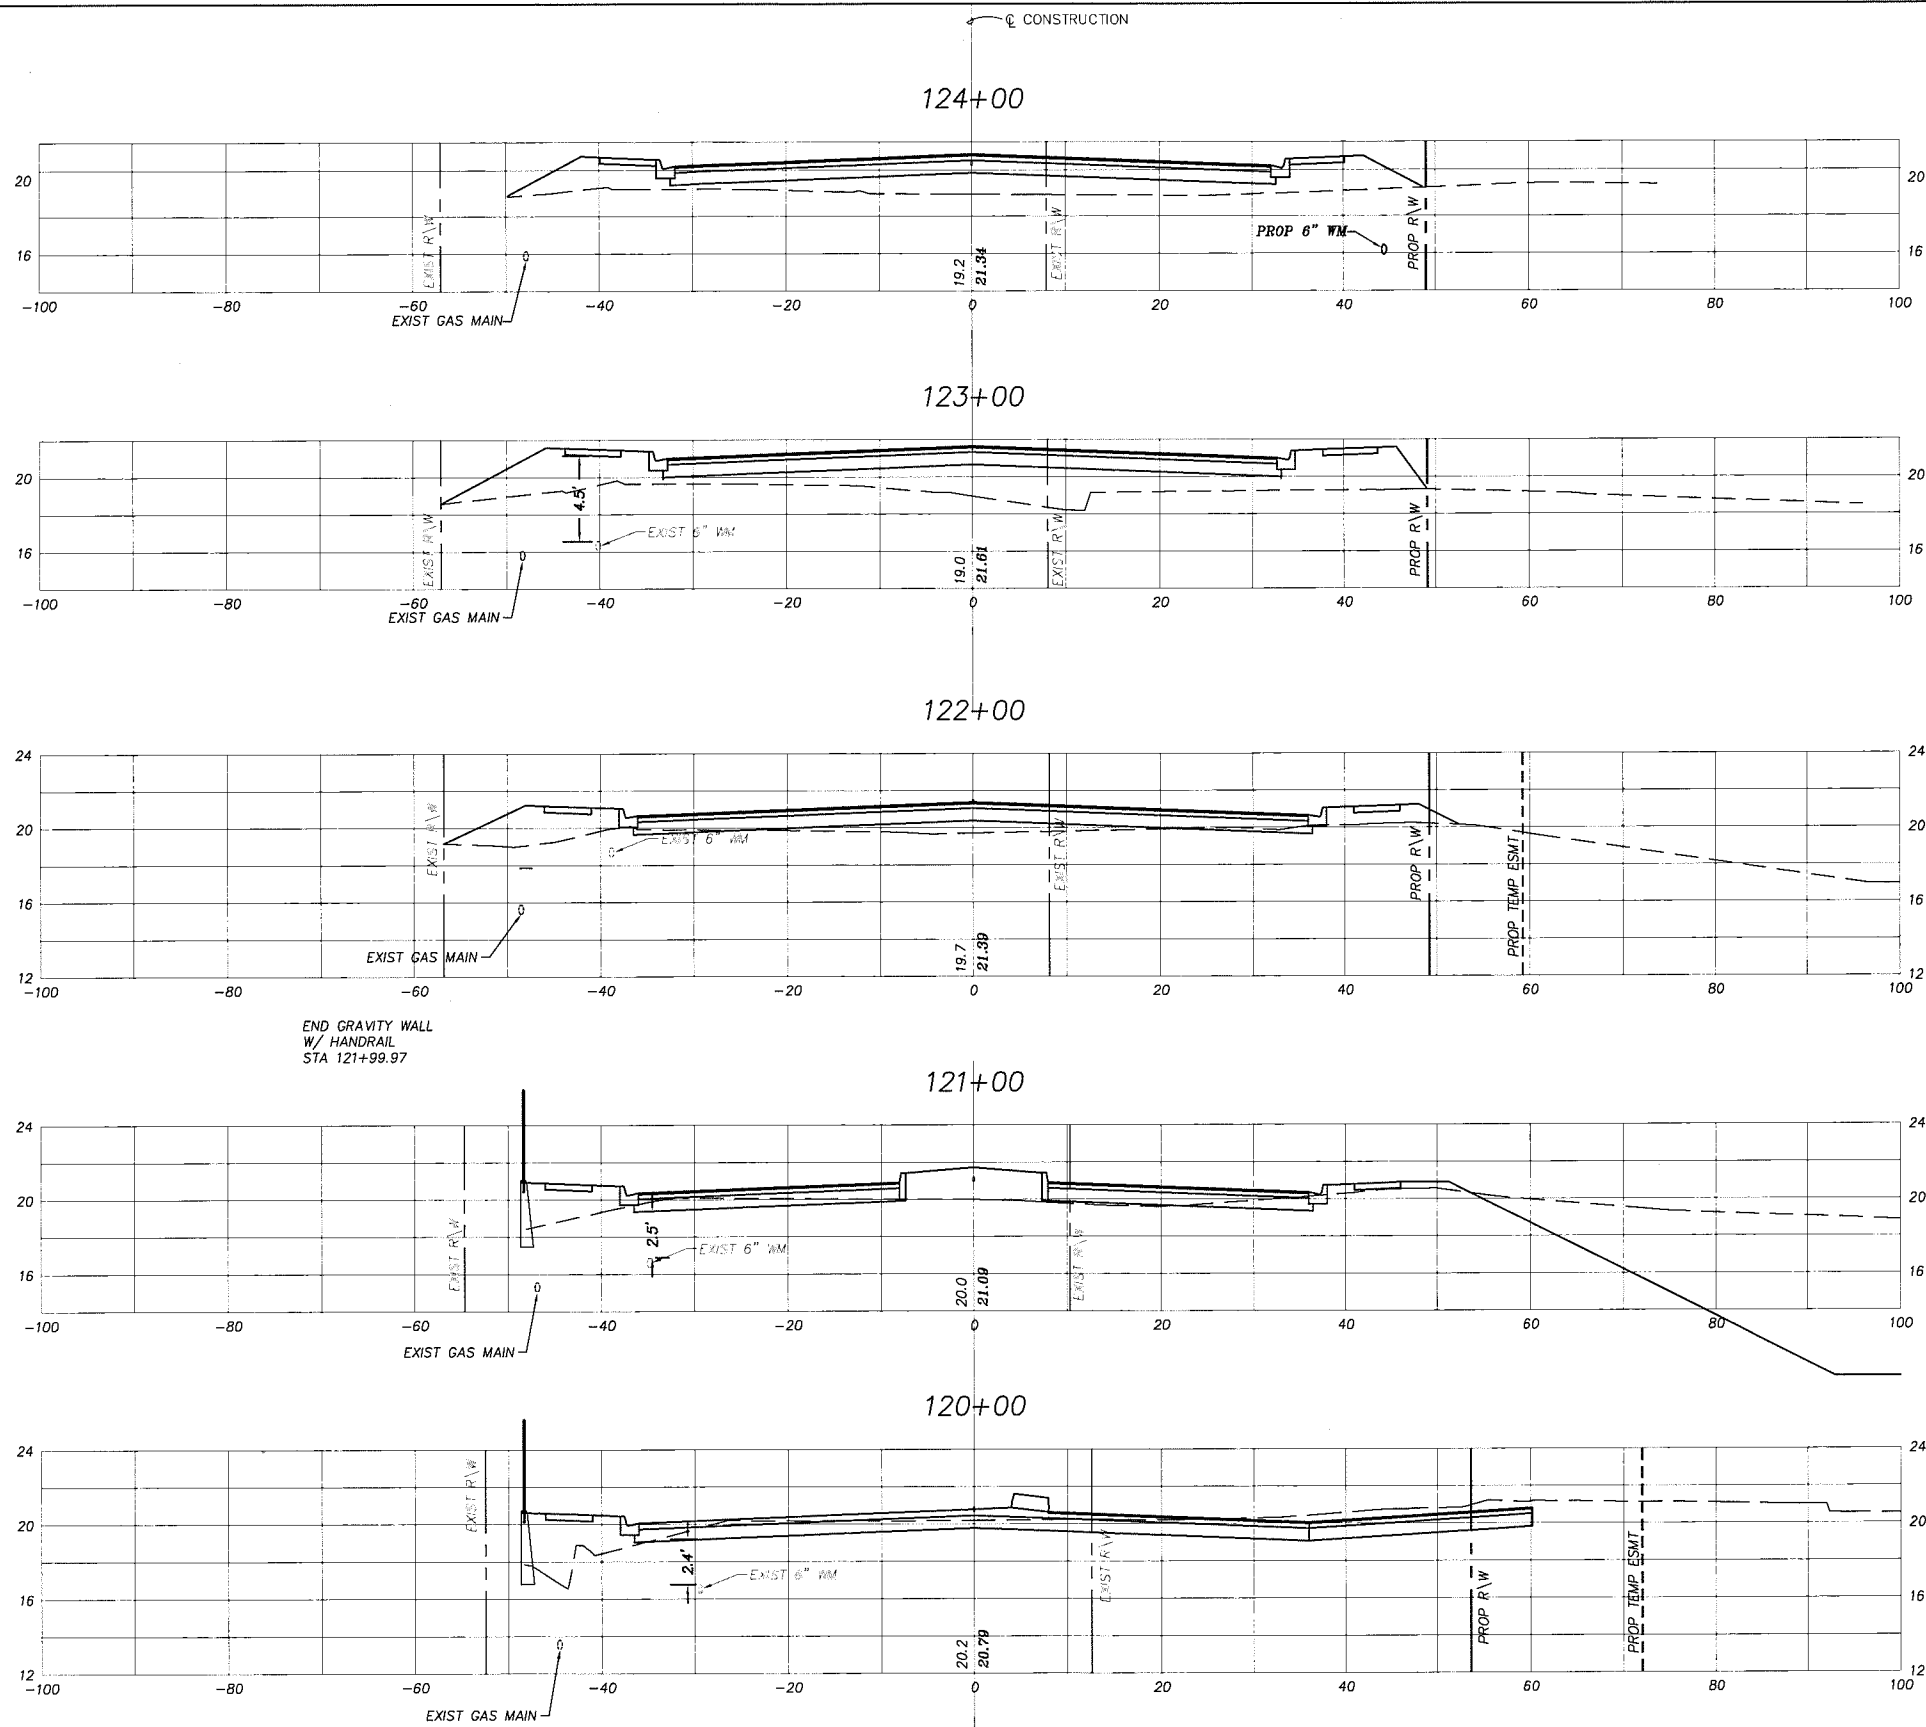 ℄ CONSTRUCTION
124+00
20 20
16 16
EXIST R\W
EXIST R\W
PROP 6" WM
PROP R\W
19.2
21.34
-100 -80 -60 -40 -20 0 20 40 60 80 100
EXIST GAS MAIN
123+00
20 20
16 16
4.5'
EXIST 6" WM
EXIST R\W
EXIST R\W
PROP R\W
19.0
21.61
-100 -80 -60 -40 -20 0 20 40 60 80 100
EXIST GAS MAIN
122+00
24 24
20 20
16 16
12 12
EXIST R\W
EXIST 6" WM
EXIST R\W
PROP R\W
PROP TEMP ESMT
EXIST GAS MAIN
19.7
21.39
-100 -80 -60 -40 -20 0 20 40 60 80 100
END GRAVITY WALL
W/ HANDRAIL
STA 121+99.97
121+00
24 24
20 20
16 16
EXIST R\W
2.5'
EXIST 6" WM
EXIST R\W
20.0
21.09
-100 -80 -60 -40 -20 0 20 40 60 80 100
EXIST GAS MAIN
120+00
24 24
20 20
16 16
12 12
EXIST R\W
2.4'
EXIST 6" WM
EXIST R\W
PROP R\W
PROP TEMP ESMT
20.2
20.79
-100 -80 -60 -40 -20 0 20 40 60 80 100
EXIST GAS MAIN